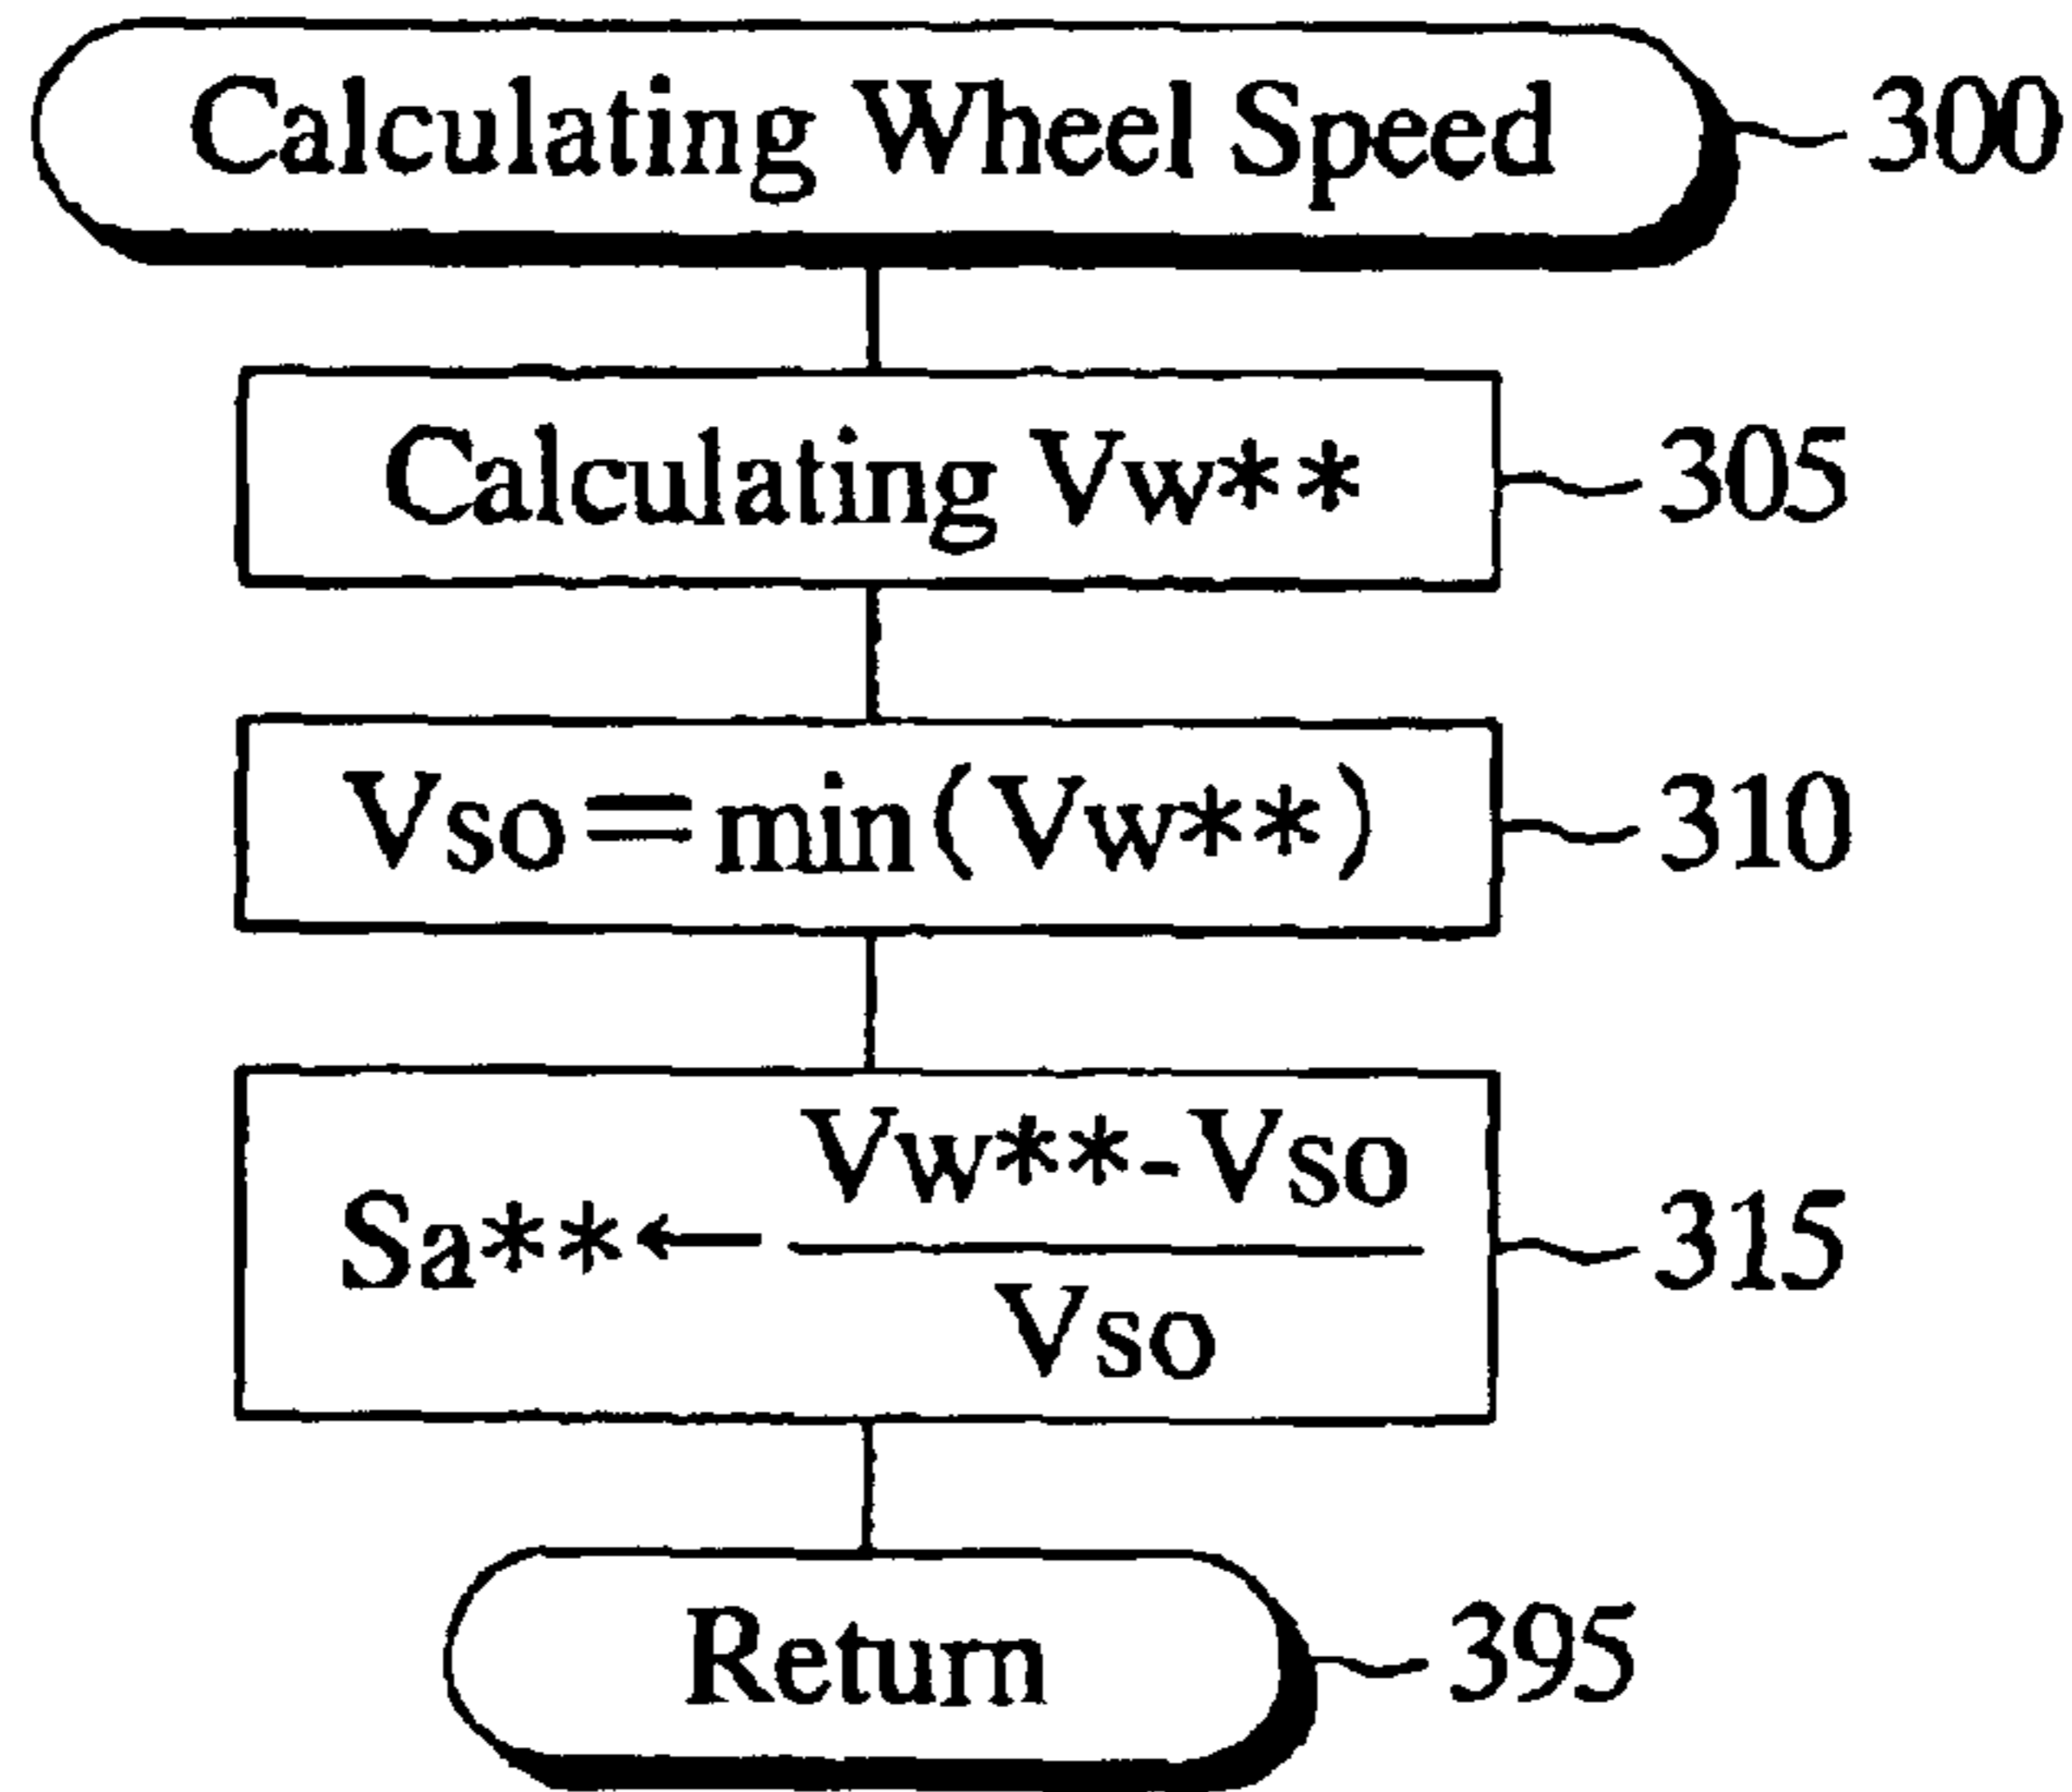 Calculating Wheel Speed 300
Calculating Vw** 305
Vso=min(Vw**) 310
Vw**-Vso
Sa**← 315
Vso
Return 395